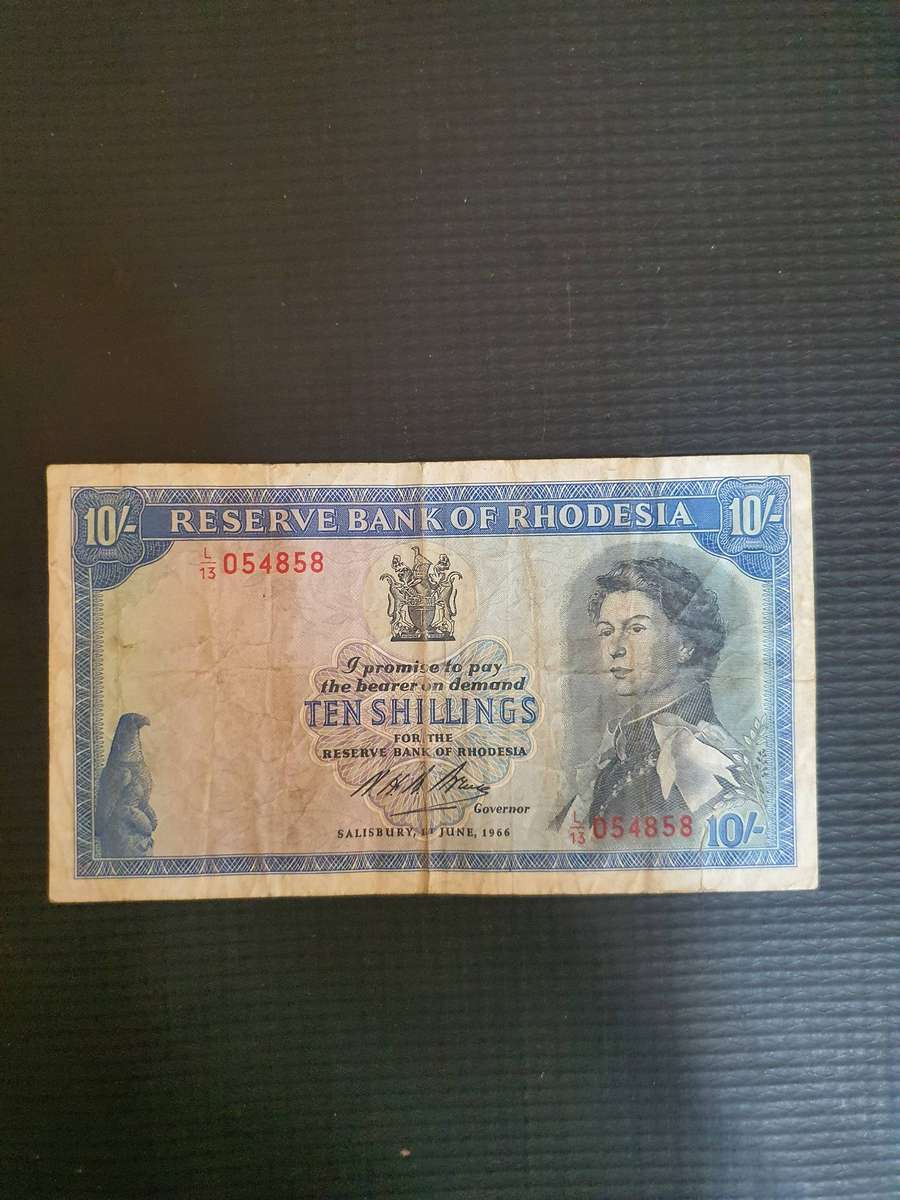 10/- RESERVE BANK OF RHODESIA 10/-
L/13 054858
I promise to pay
the bearer on demand
TEN SHILLINGS
FOR THE
RESERVE BANK OF RHODESIA
Governor
SALISBURY, 1ST JUNE, 1966
L/13 054858 10/-